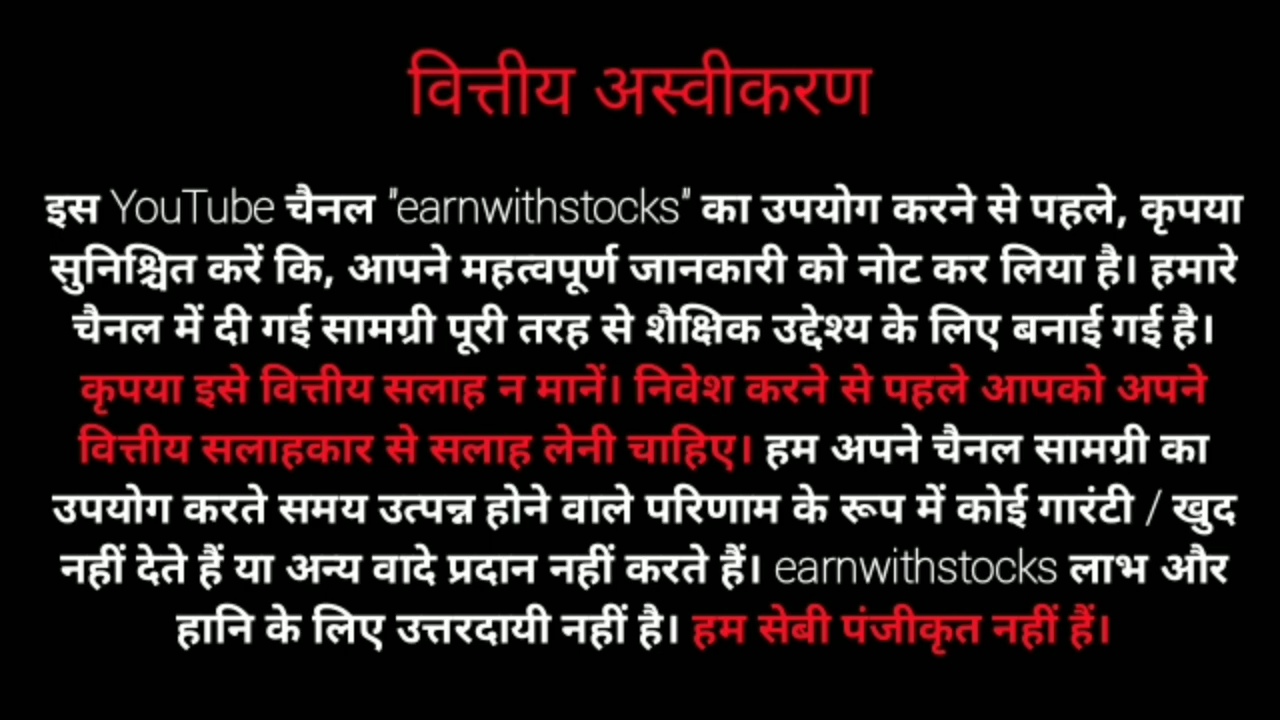 वित्तीय अस्वीकरण
इस YouTube चैनल "earnwithstocks" का उपयोग करने से पहले, कृपया
सुनिश्चित करें कि, आपने महत्वपूर्ण जानकारी को नोट कर लिया है। हमारे
चैनल में दी गई सामग्री पूरी तरह से शैक्षिक उद्देश्य के लिए बनाई गई है।
कृपया इसे वित्तीय सलाह न मानें। निवेश करने से पहले आपको अपने
वित्तीय सलाहकार से सलाह लेनी चाहिए। हम अपने चैनल सामग्री का
उपयोग करते समय उत्पन्न होने वाले परिणाम के रूप में कोई गारंटी / खुद
नहीं देते हैं या अन्य वादे प्रदान नहीं करते हैं। earnwithstocks लाभ और
हानि के लिए उत्तरदायी नहीं है। हम सेबी पंजीकृत नहीं हैं।